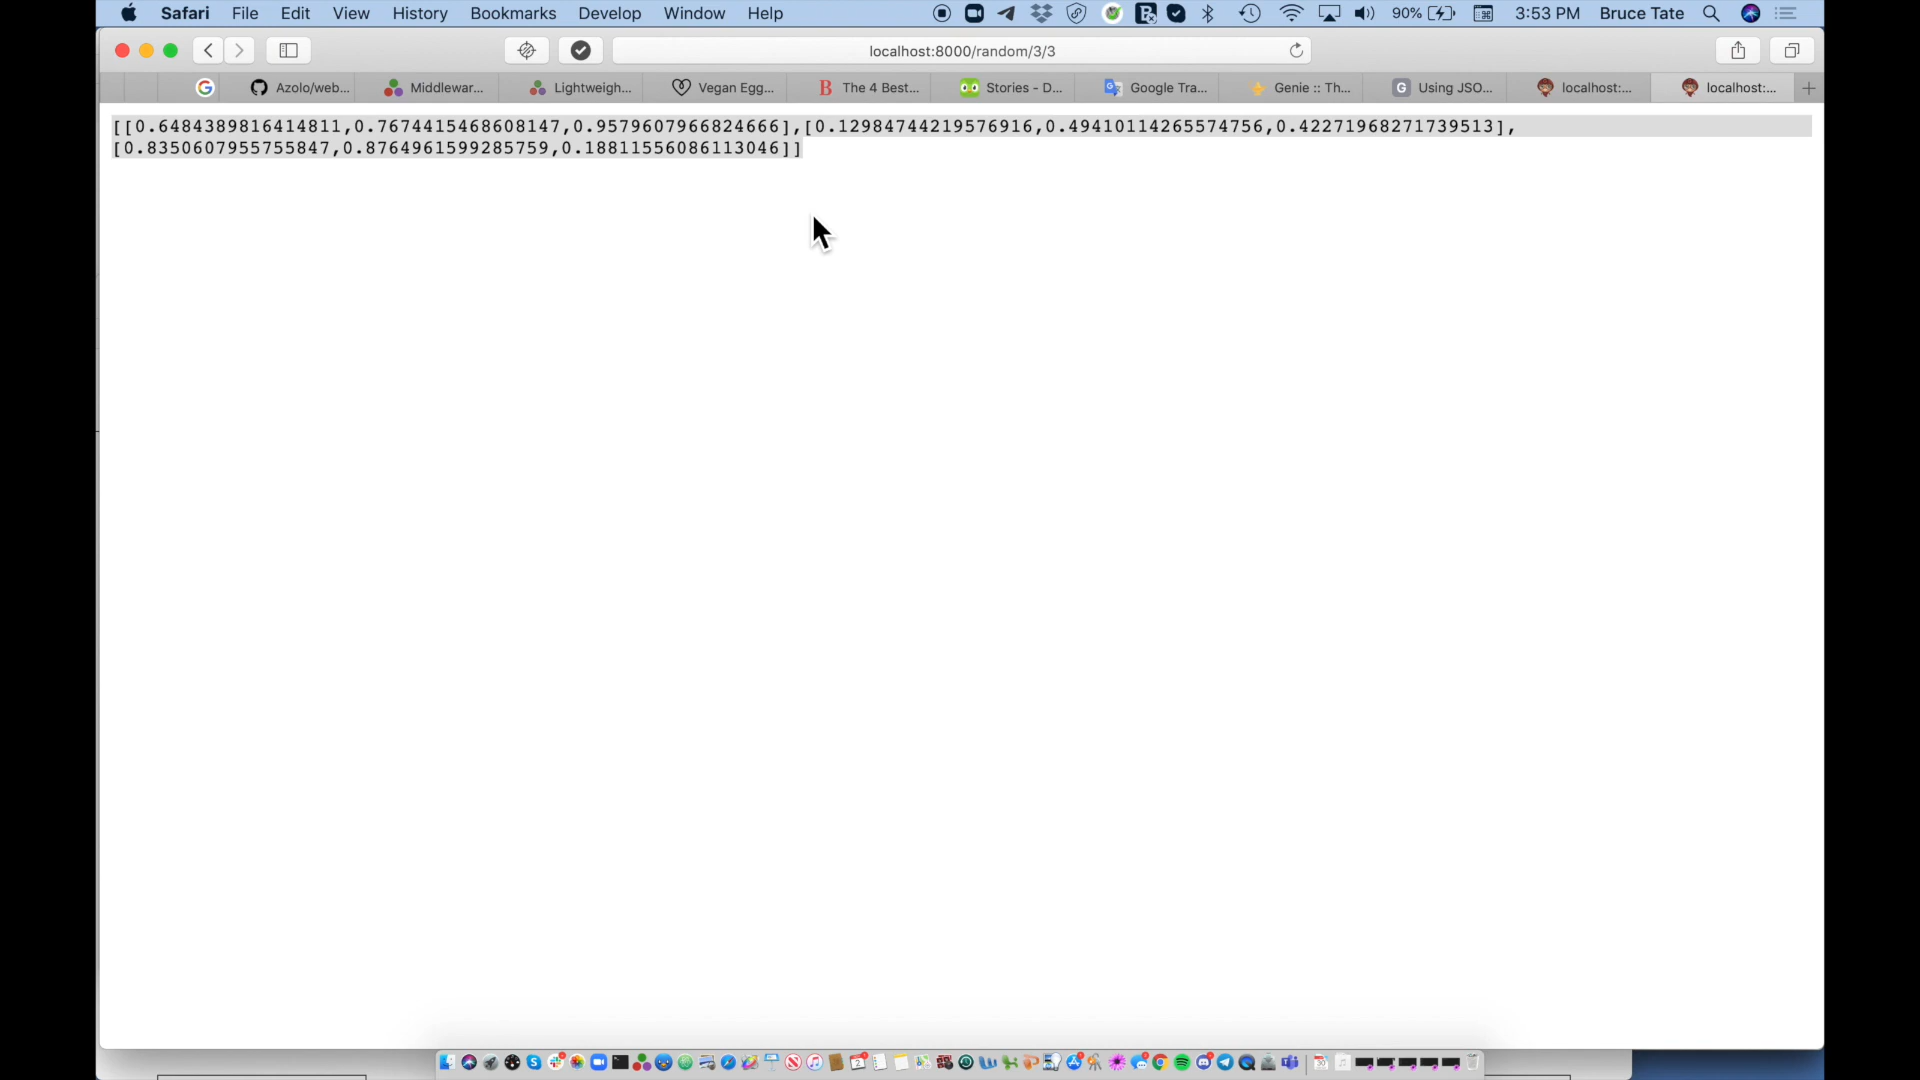 Safari File Edit View History Bookmarks Develop Window Help 90% 3:53 PM Bruce Tate
localhost:8000/random/3/3
Azolo/web... Middlewar... Lightweigh... Vegan Egg... B The 4 Best... Stories - D... Google Tra... Genie :: Th... G Using JSO... localhost:... localhost:...
[[0.6484389816414811,0.7674415468608147,0.9579607966824666],[0.12984744219576916,0.49410114265574756,0.42271968271739513],
[0.8350607955755847,0.8764961599285759,0.18811556086113046]]